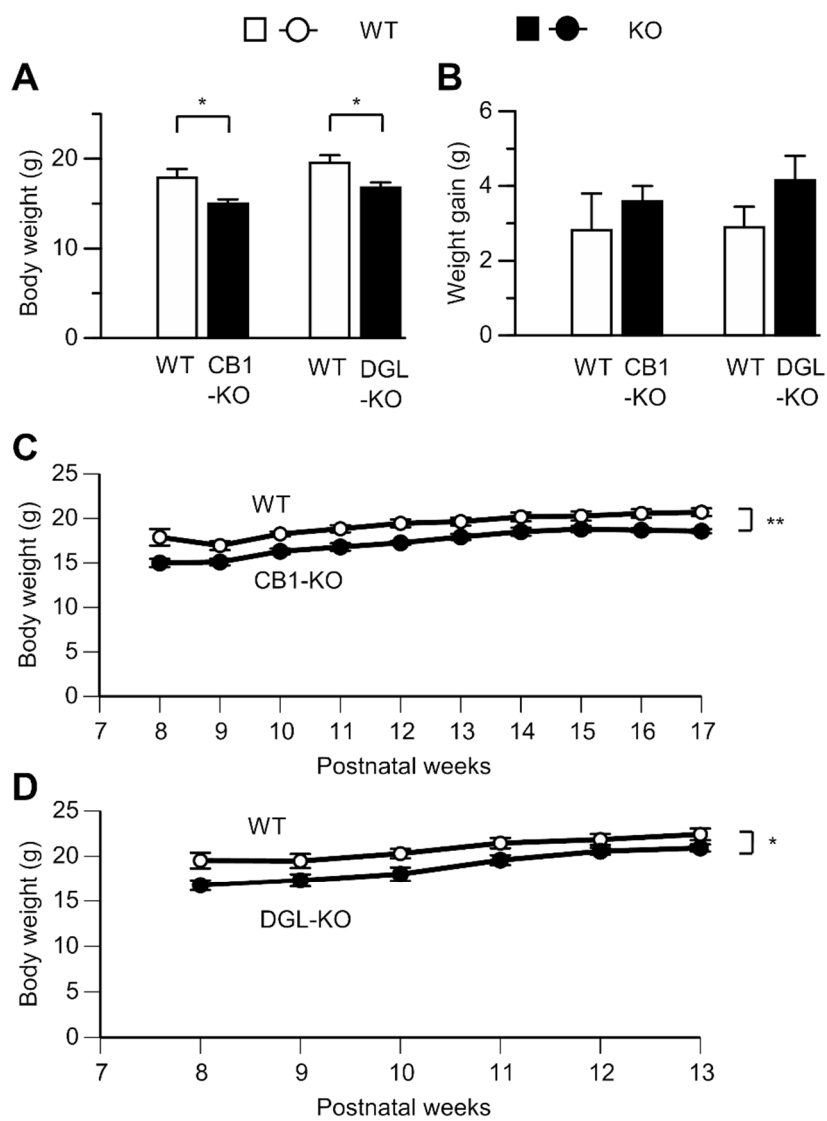 WT KO
A
*
*
Body weight (g)
20
10
0
WT CB1 -KO WT DGL -KO
B
Weight gain (g)
6
4
2
0
WT CB1 -KO WT DGL -KO
C
Body weight (g)
25
20
15
10
5
0
WT
CB1-KO
**
7 8 9 10 11 12 13 14 15 16 17
Postnatal weeks
D
Body weight (g)
25
20
15
10
5
0
WT
DGL-KO
*
7 8 9 10 11 12 13
Postnatal weeks